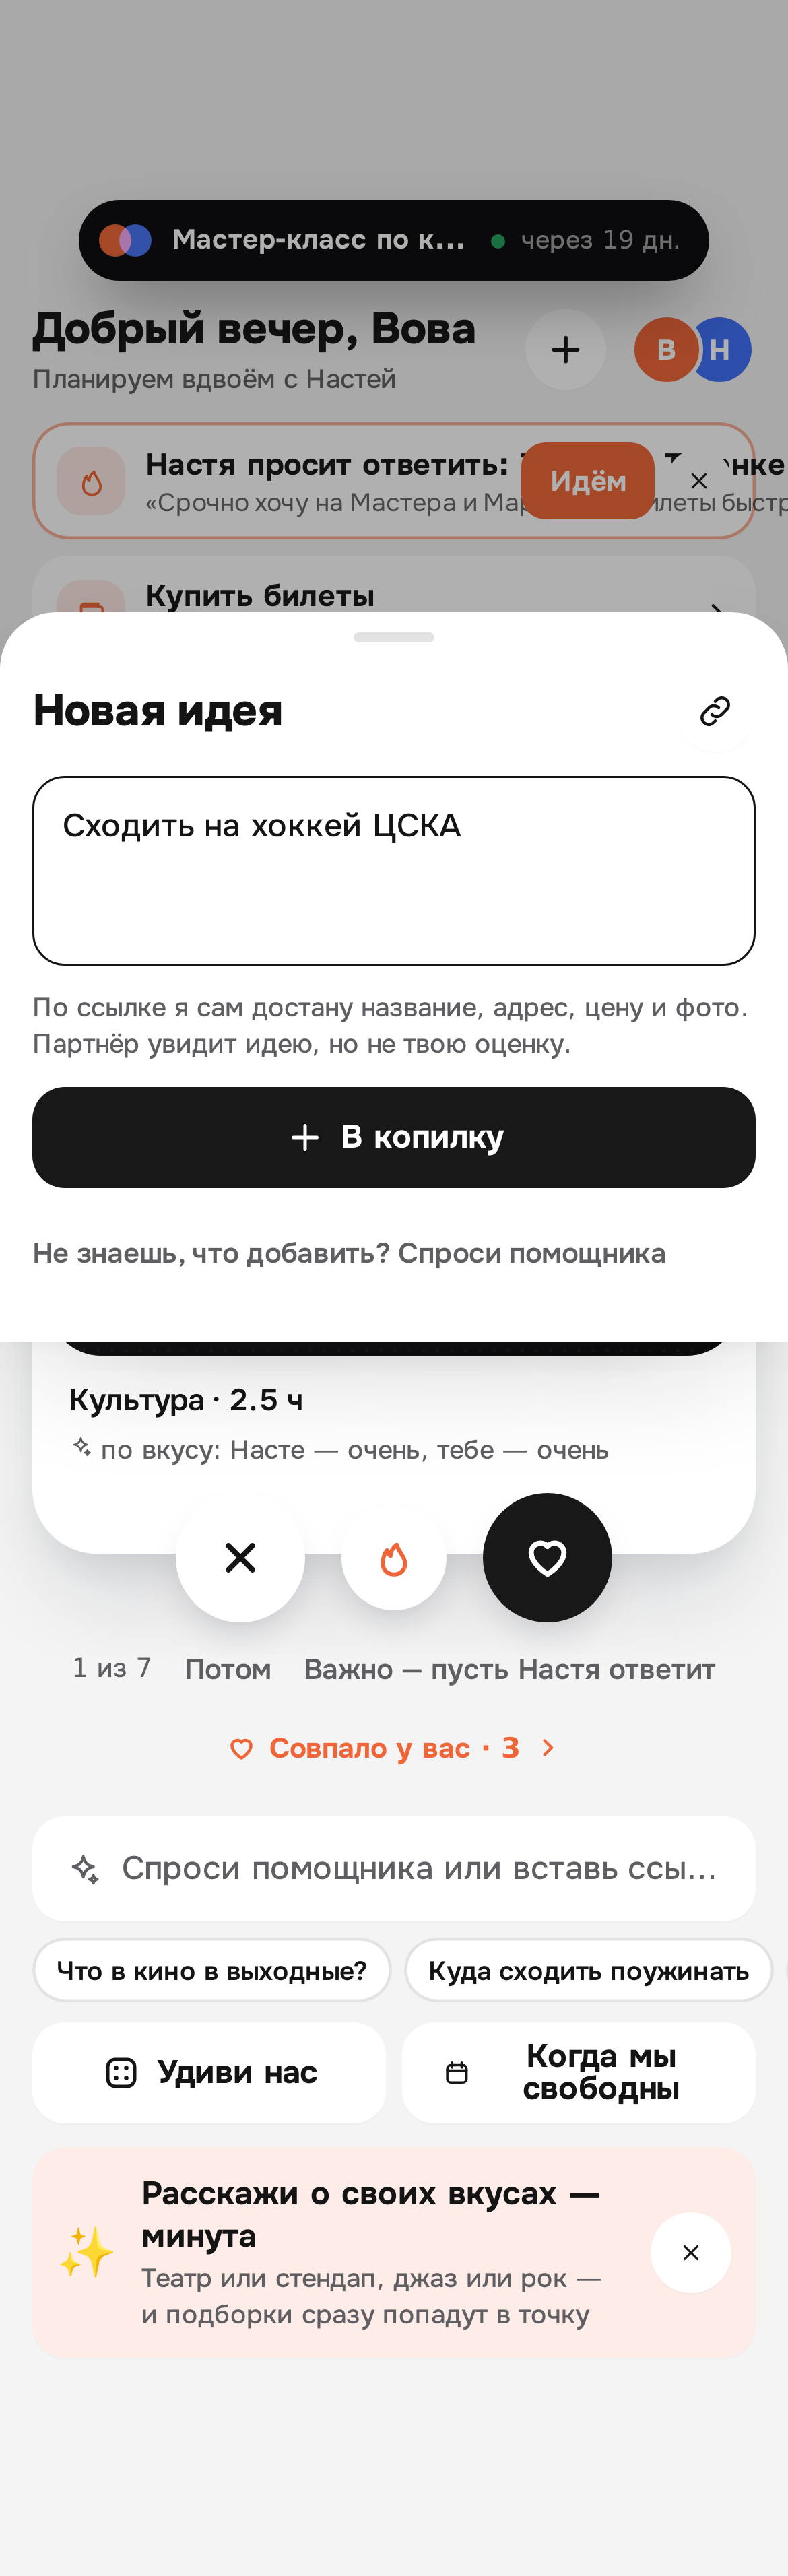 Мастер-класс по к...
через 19 дн.
Добрый вечер, Вова
Планируем вдвоём с Настей
В
Н
Настя просит ответить:
Идём
«Срочно хочу на Мастера и
быстр
Купить билеты
Новая идея
Сходить на хоккей ЦСКА
По ссылке я сам достану название, адрес, цену и фото.
Партнёр увидит идею, но не твою оценку.
В копилку
Не знаешь, что добавить? Спроси помощника
Культура · 2.5 ч
по вкусу: Насте — очень, тебе — очень
1 из 7
Потом
Важно — пусть Настя ответит
Совпало у вас · 3
Спроси помощника или вставь ссы...
Что в кино в выходные?
Куда сходить поужинать
Удиви нас
Когда мы
свободны
Расскажи о своих вкусах —
минута
Театр или стендап, джаз или рок —
и подборки сразу попадут в точку